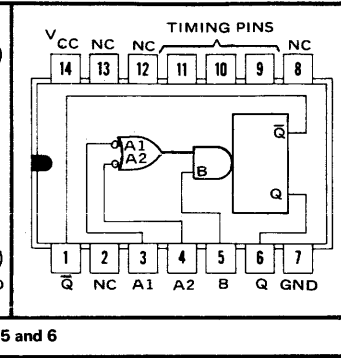 TIMING PINS
VCC NC NC NC
14 13 12 11 10 9 8
A1
A2
B
Q̅
Q
1 2 3 4 5 6 7
Q̅ NC A1 A2 B Q GND
5 and 6